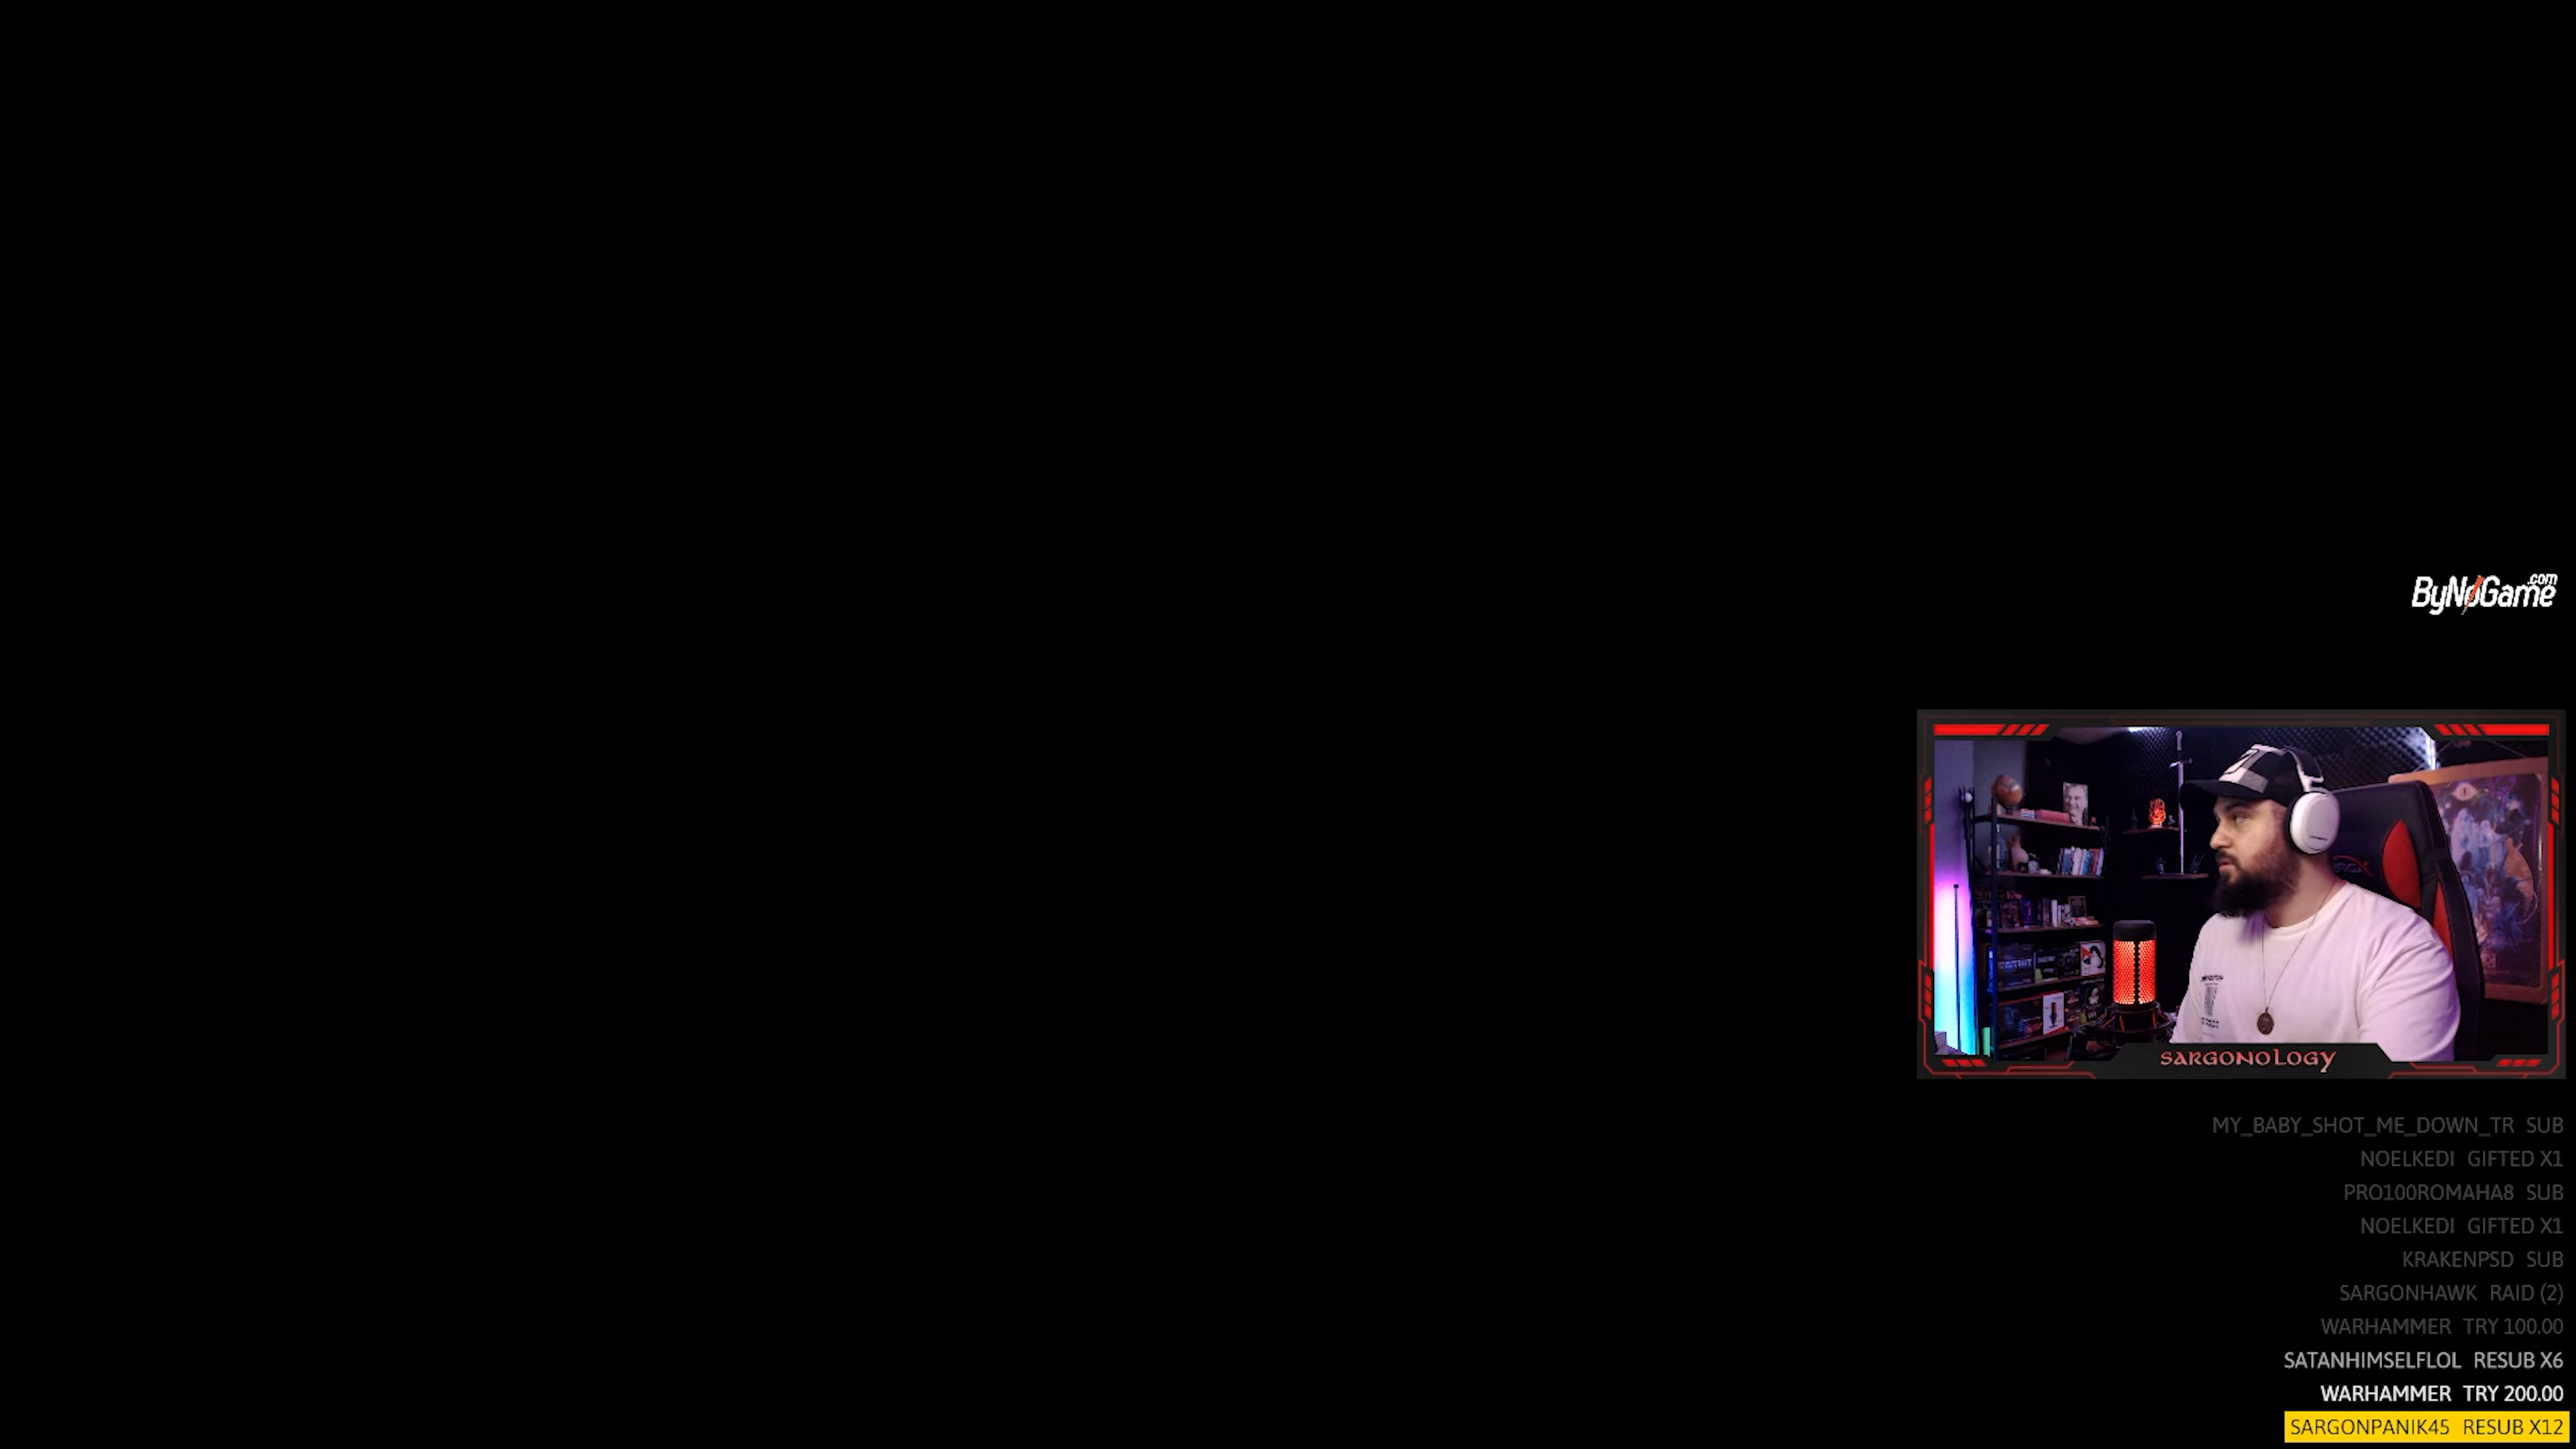 ByNoGame.com
SARGONOLOGY
MY_BABY_SHOT_ME_DOWN_TR SUB
NOELKEDI GIFTED X1
PRO100ROMAHA8 SUB
NOELKEDI GIFTED X1
KRAKENPSD SUB
SARGONHAWK RAID (2)
WARHAMMER TRY 100.00
SATANHIMSELFLOL RESUB X6
WARHAMMER TRY 200.00
SARGONPANIK45 RESUB X12